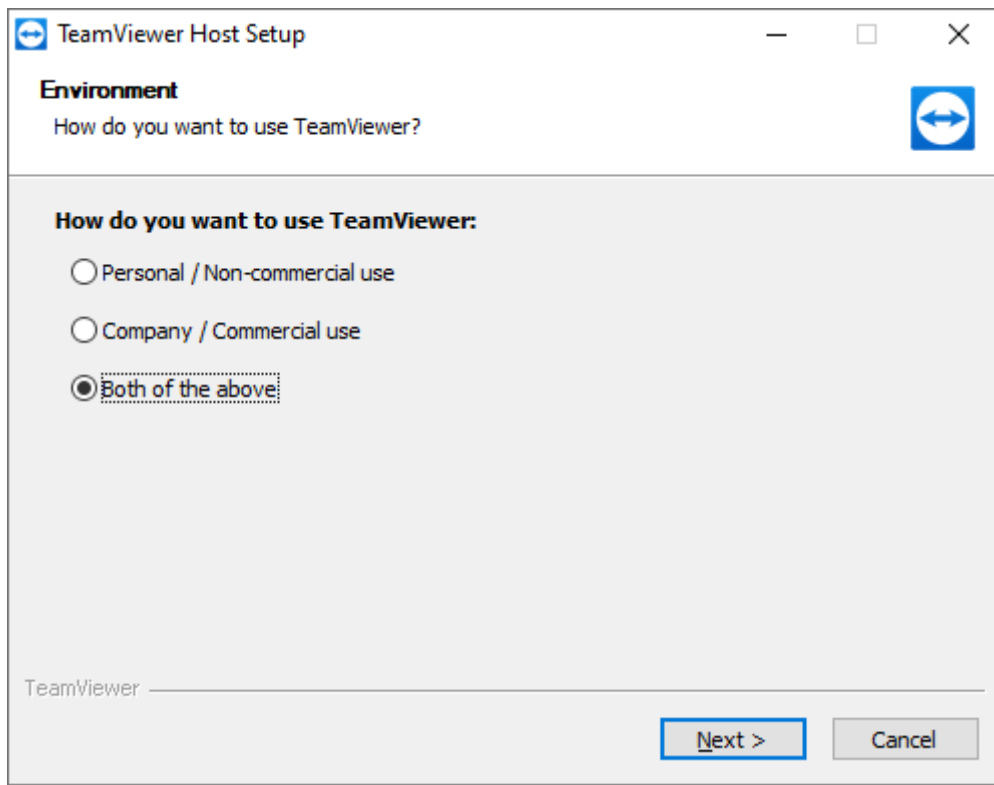 TeamViewer Host Setup
Environment
How do you want to use TeamViewer?
How do you want to use TeamViewer:
Personal / Non-commercial use
Company / Commercial use
Both of the above
TeamViewer
Next >
Cancel